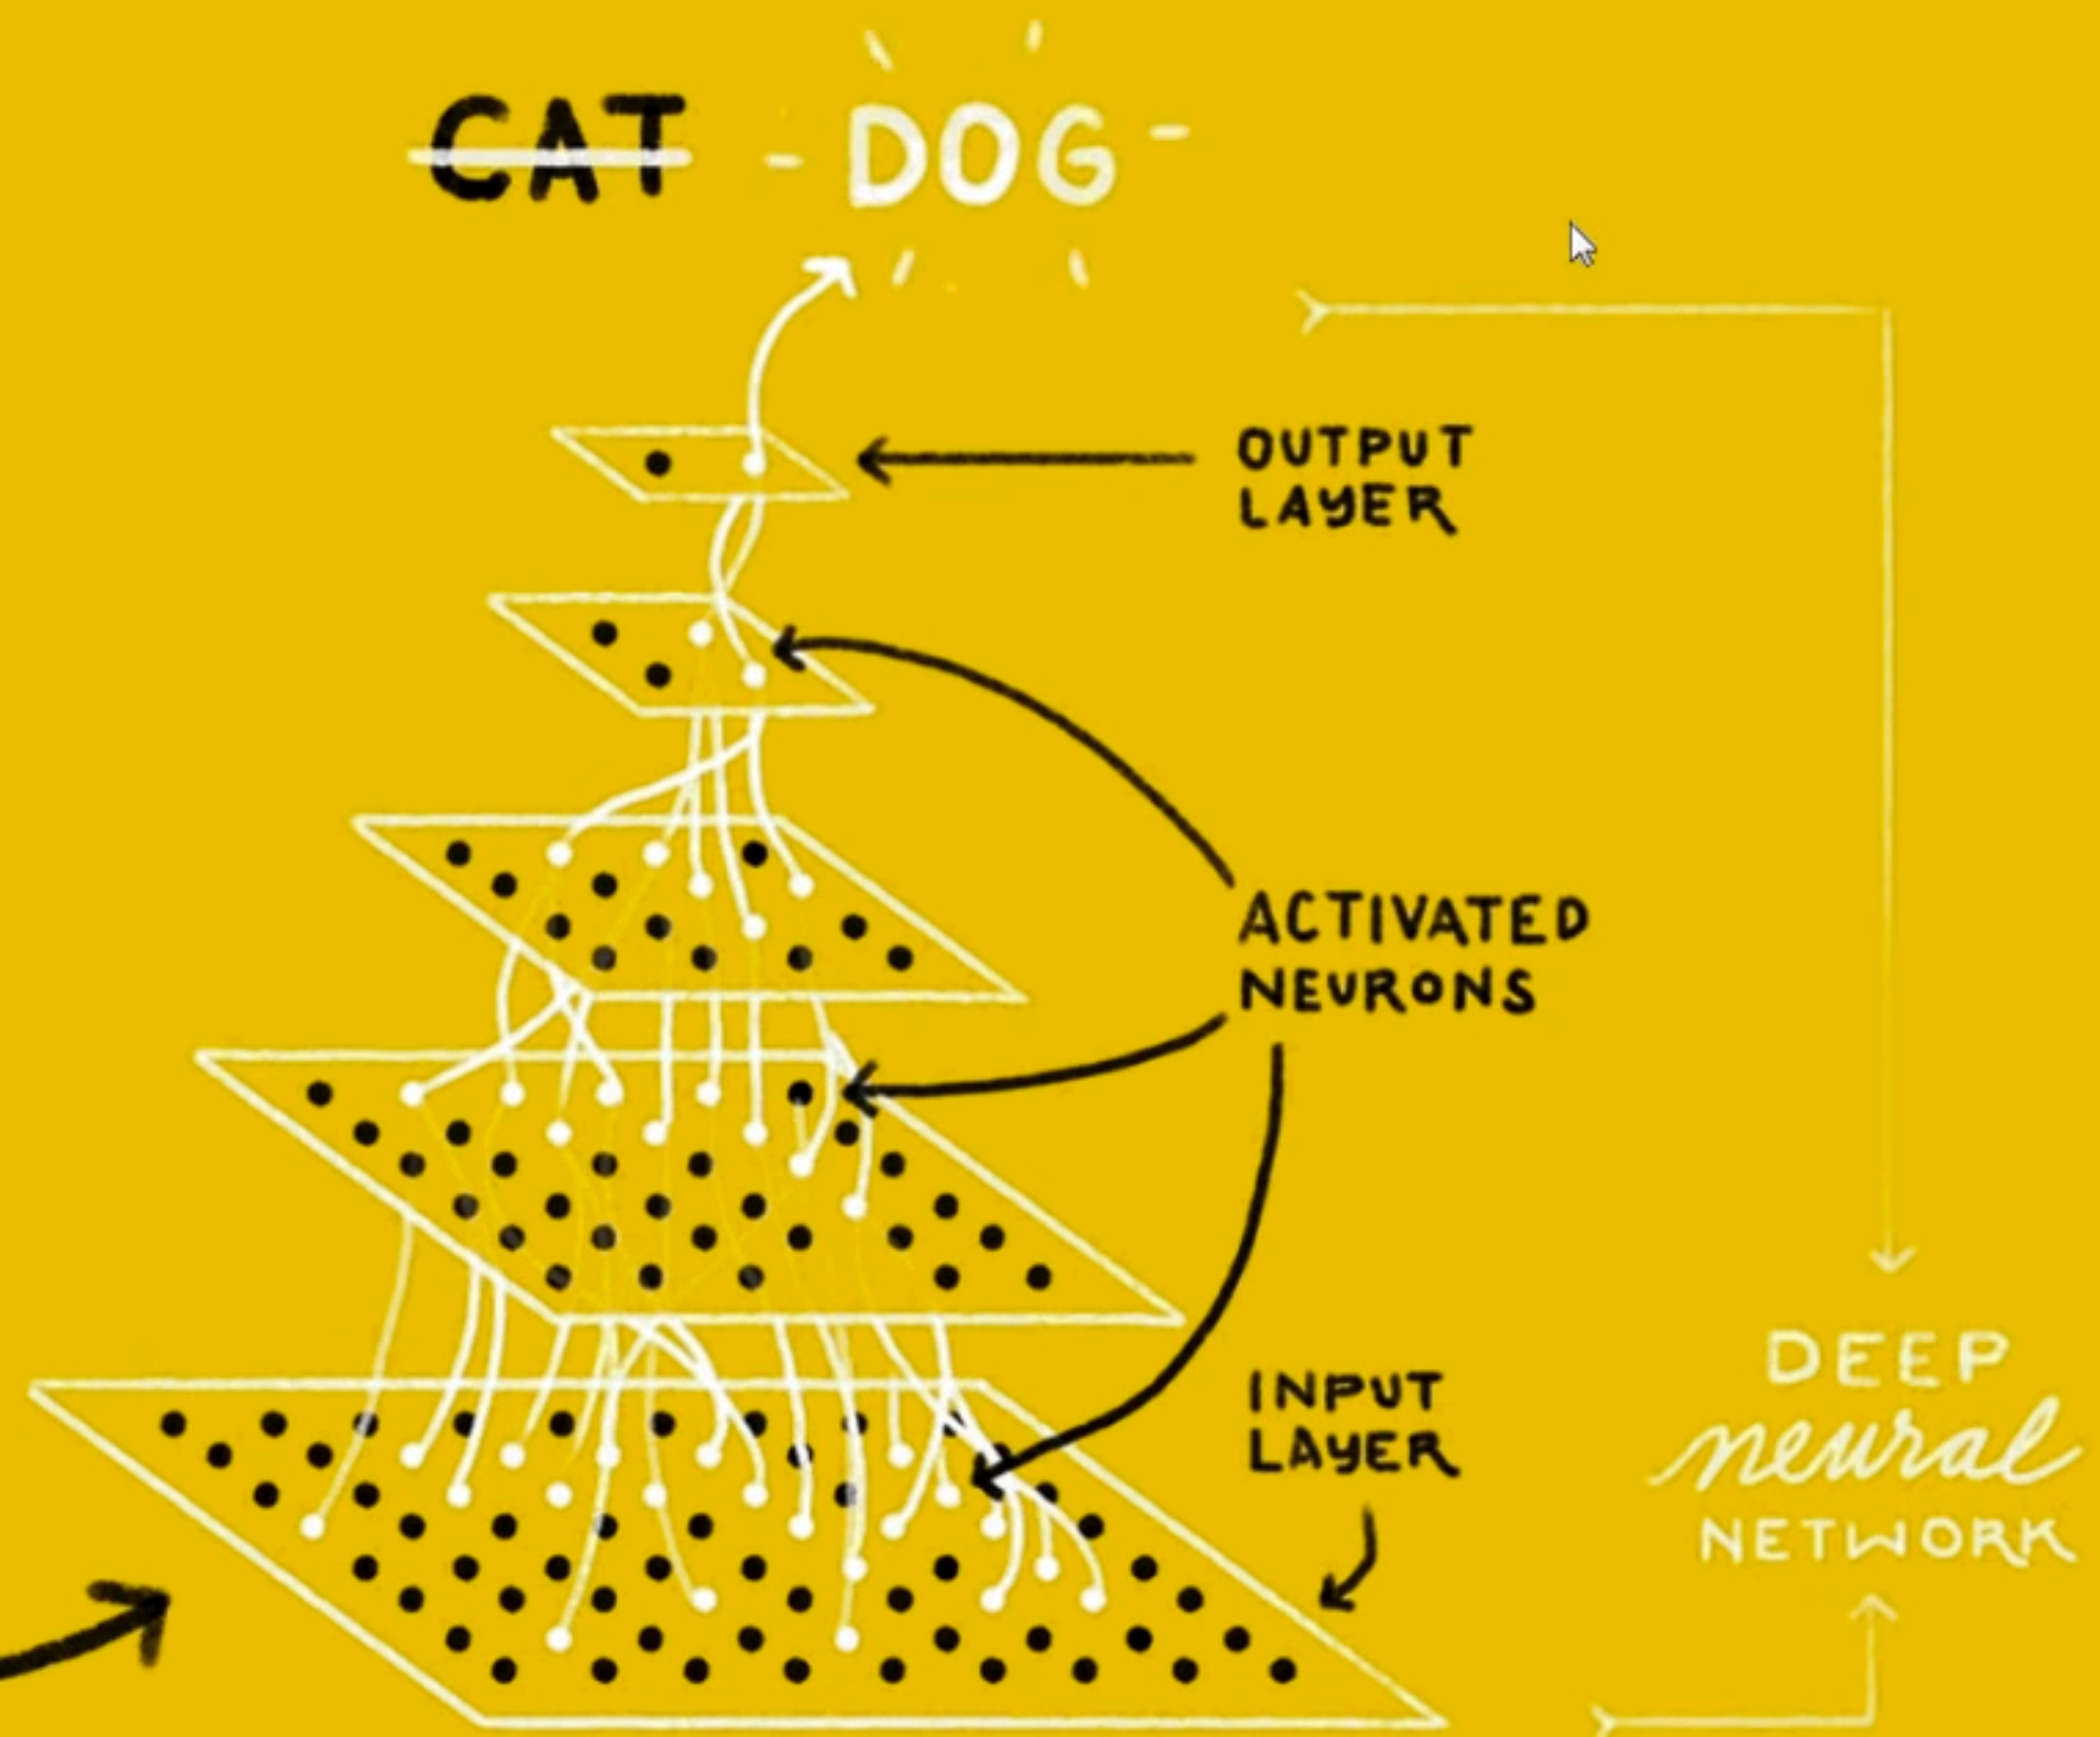 CAT DOG
OUTPUT
LAYER
ACTIVATED
NEURONS
INPUT
LAYER
DEEP
neural
NETWORK